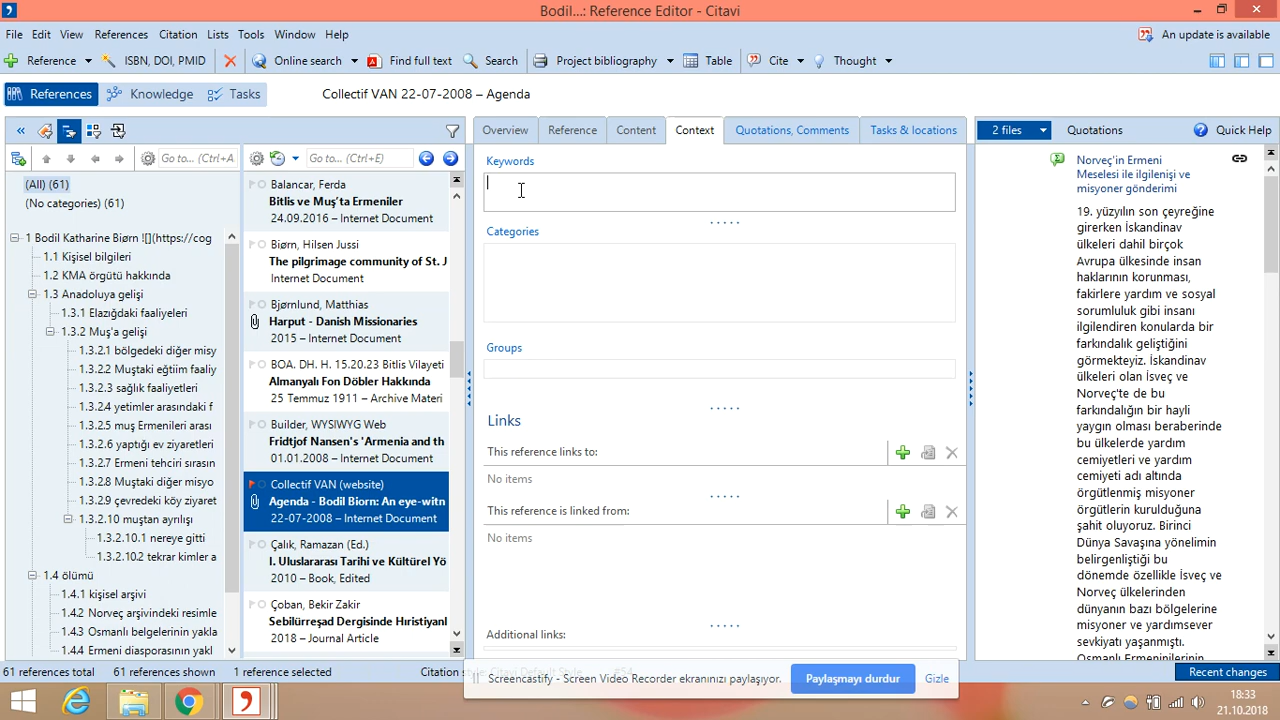 Bodil...: Reference Editor - Citavi
File Edit View References Citation Lists Tools Window Help
An update is available
Reference ISBN, DOI, PMID Online search Find full text Search Project bibliography Table Cite Thought
References Knowledge Tasks
Collectif VAN 22-07-2008 – Agenda
Go to... (Ctrl+A
(All) (61)
(No categories) (61)
1 Bodil Katharine Biørn ![](https://cog
1.1 Kişisel bilgileri
1.2 KMA örgütü hakkında
1.3 Anadoluya gelişi
1.3.1 Elazığdaki faaliyeleri
1.3.2 Muş'a gelişi
1.3.2.1 bölgedeki diğer misy
1.3.2.2 Muştaki eğtiim faaliy
1.3.2.3 sağlık faaliyetleri
1.3.2.4 yetimler arasındaki f
1.3.2.5 muş Ermenileri arası
1.3.2.6 yaptığı ev ziyaretleri
1.3.2.7 Ermeni tehciri sırasın
1.3.2.8 Muştaki diğer misyo
1.3.2.9 çevredeki köy ziyaret
1.3.2.10 muştan ayrılışı
1.3.2.10.1 nereye gitti
1.3.2.10.2 tekrar kimler a
1.4 ölümü
1.4.1 kişisel arşivi
1.4.2 Norveç arşivindeki resimle
1.4.3 Osmanlı belgelerinin yakla
1.4.4 Ermeni diasporasının yakl
Go to... (Ctrl+E)
Balancar, Ferda
Bitlis ve Muş'ta Ermeniler
24.09.2016 – Internet Document
Bjørn, Hilsen Jussi
The pilgrimage community of St. J
Internet Document
Bjørnlund, Matthias
Harput - Danish Missionaries
2015 – Internet Document
BOA. DH. H. 15.20.23 Bitlis Vilayeti
Almanyalı Fon Döbler Hakkında
25 Temmuz 1911 – Archive Materi
Builder, WYSIWYG Web
Fridtjof Nansen's 'Armenia and th
01.01.2008 – Internet Document
Collectif VAN (website)
Agenda - Bodil Biorn: An eye-witn
22-07-2008 – Internet Document
Çalık, Ramazan (Ed.)
I. Uluslararası Tarihi ve Kültürel Yö
2010 – Book, Edited
Çoban, Bekir Zakir
Sebilürreşad Dergisinde Hıristiyanl
2018 – Journal Article
Overview Reference Content Context Quotations, Comments Tasks & locations
Keywords
Categories
Groups
Links
This reference links to:
No items
This reference is linked from:
No items
Additional links:
2 files Quotations Quick Help
Norveç'in Ermeni
Meselesi ile ilgilenişi ve
misyoner gönderimi
19. yüzyılın son çeyreğine
girerken İskandinav
ülkeleri dahil birçok
Avrupa ülkesinde insan
haklarının korunması,
fakirlere yardım ve sosyal
sorumluluk gibi insanı
ilgilendiren konularda bir
farkındalık geliştiğini
görmekteyiz. İskandinav
ülkeleri olan İsveç ve
Norveç'te de bu
farkındalığın bir hayli
yaygın olması beraberinde
bu ülkelerde yardım
cemiyetleri ve yardım
cemiyeti adı altında
örgütlenmiş misyoner
örgütlerin kurulduğuna
şahit oluyoruz. Birinci
Dünya Savaşına yönelimin
belirgenliştiği bu
dönemde özellikle İsveç ve
Norveç ülkelerinden
dünyanın bazı bölgelerine
misyoner ve yardımsever
sevkiyatı yaşanmıştı.
Osmanlı Ermenilerinin
61 references total 61 references shown 1 reference selected Citation style: Citavi Default Style #54
Recent changes
Screencastify - Screen Video Recorder ekranınızı paylaşıyor. Paylaşmayı durdur Gizle
18:33
21.10.2018